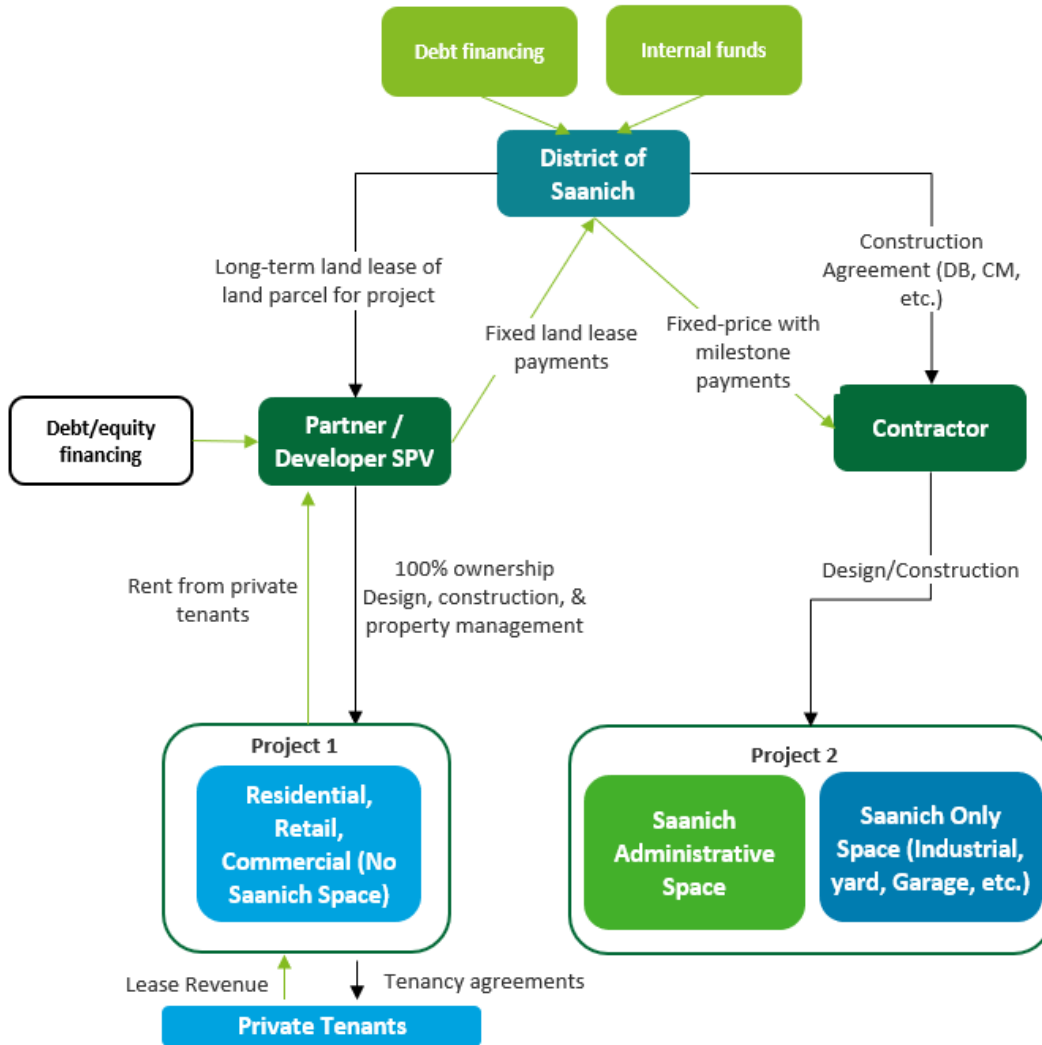 Debt financing
Internal funds
District of
Saanich
Long-term land lease of
land parcel for project
Construction
Agreement (DB, CM,
etc.)
Fixed land lease
payments
Fixed-price with
milestone
payments
Debt/equity
financing
Partner /
Developer SPV
Contractor
Rent from private
tenants
100% ownership
Design, construction, &
property management
Design/Construction
Project 1
Residential,
Retail,
Commercial (No
Saanich Space)
Project 2
Saanich
Administrative
Space
Saanich Only
Space (Industrial,
yard, Garage, etc.)
Lease Revenue
Tenancy agreements
Private Tenants